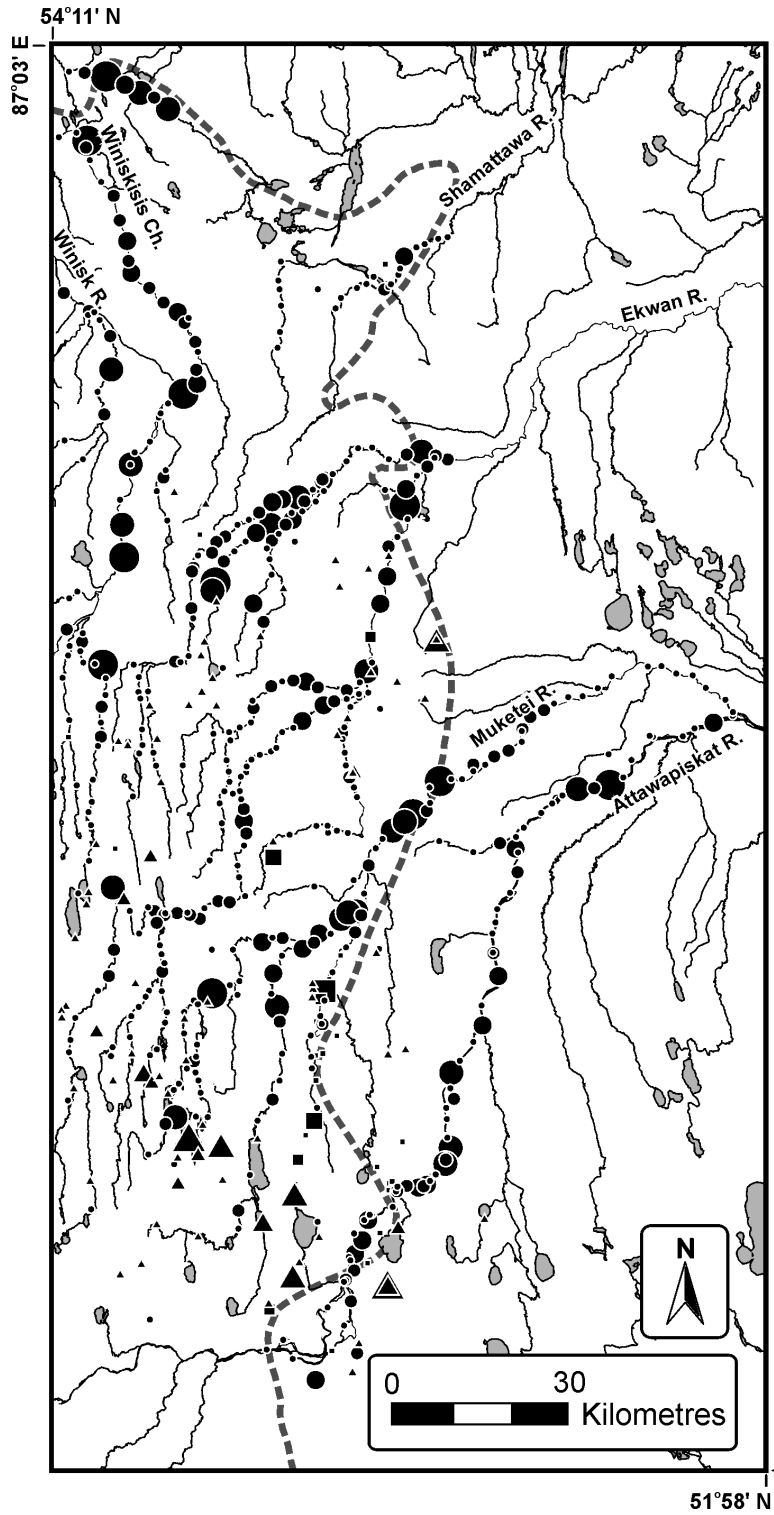 54°11' N
87°03' E
Shamattawa R.
Winiskisis Ch.
Winisk R.
Ekwan R.
Muketei R.
Attawapiskat R.
N
0 30
Kilometres
51°58' N